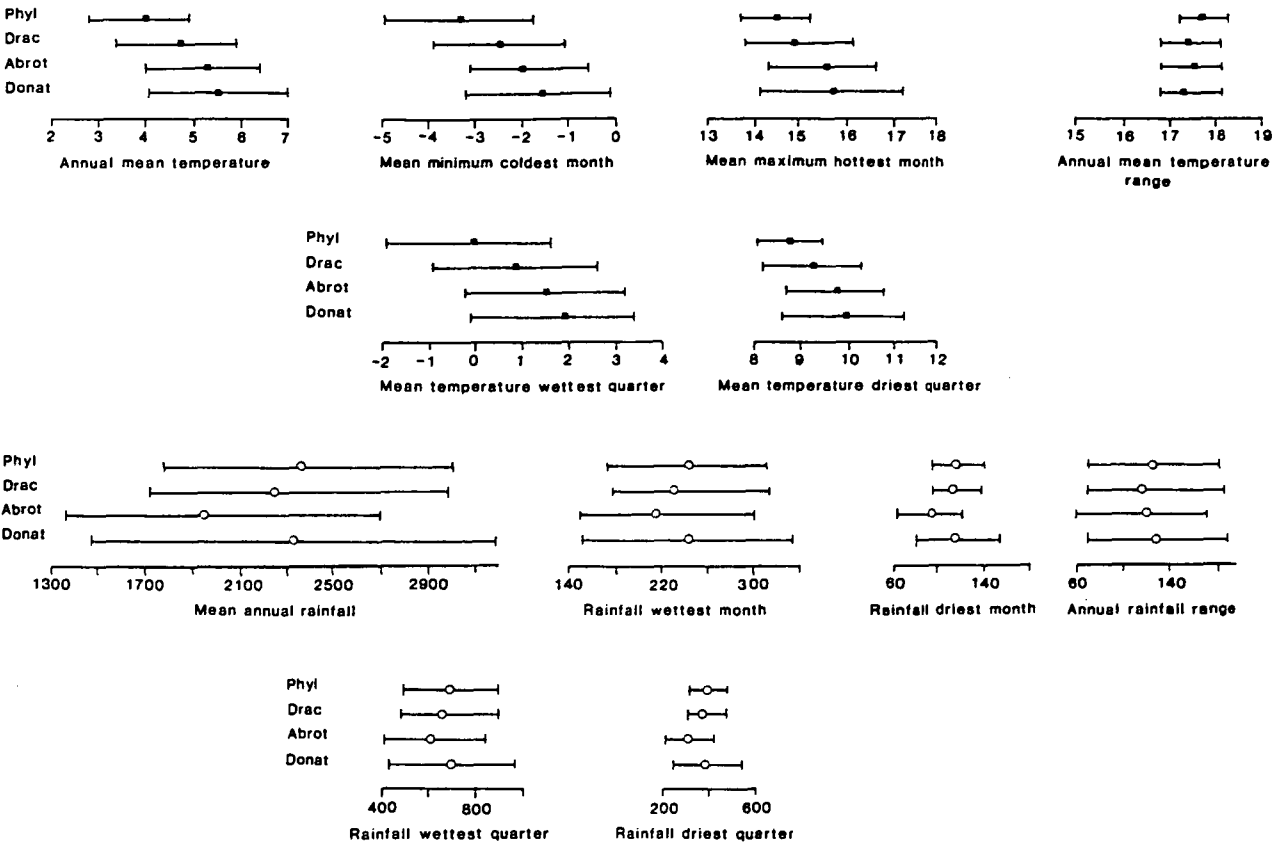 Phyl
Drac
Abrot
Donat
2 3 4 5 6 7
Annual mean temperature
-5 -4 -3 -2 -1 0
Mean minimum coldest month
13 14 15 16 17 18
Mean maximum hottest month
15 16 17 18 19
Annual mean temperature
range
Phyl
Drac
Abrot
Donat
-2 -1 0 1 2 3 4
Mean temperature wettest quarter
8 9 10 11 12
Mean temperature driest quarter
Phyl
Drac
Abrot
Donat
1300 1700 2100 2500 2900
Mean annual rainfall
140 220 300
Rainfall wettest month
60 140
Rainfall driest month
60 140
Annual rainfall range
Phyl
Drac
Abrot
Donat
400 800
Rainfall wettest quarter
200 600
Rainfall driest quarter